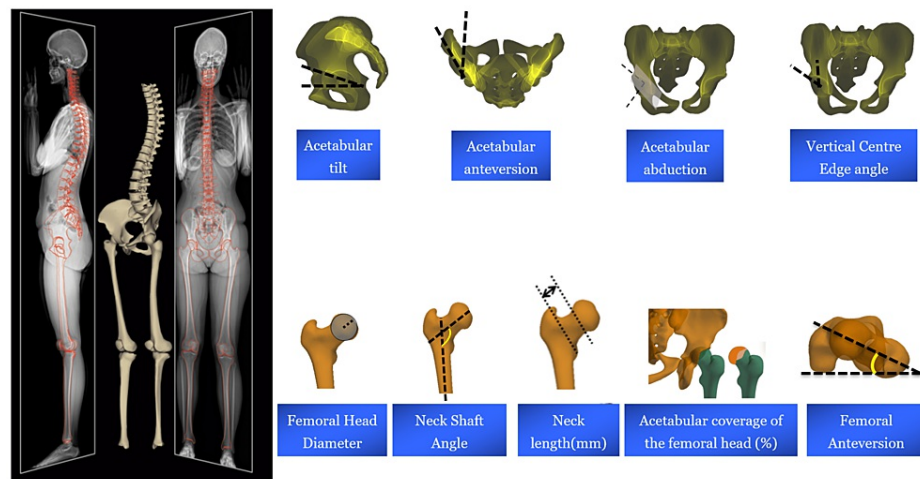 Acetabular
tilt
Acetabular
anteversion
Acetabular
abduction
Vertical Centre
Edge angle
Femoral Head
Diameter
Neck Shaft
Angle
Neck
length(mm)
Acetabular coverage of
the femoral head (%)
Femoral
Anteversion